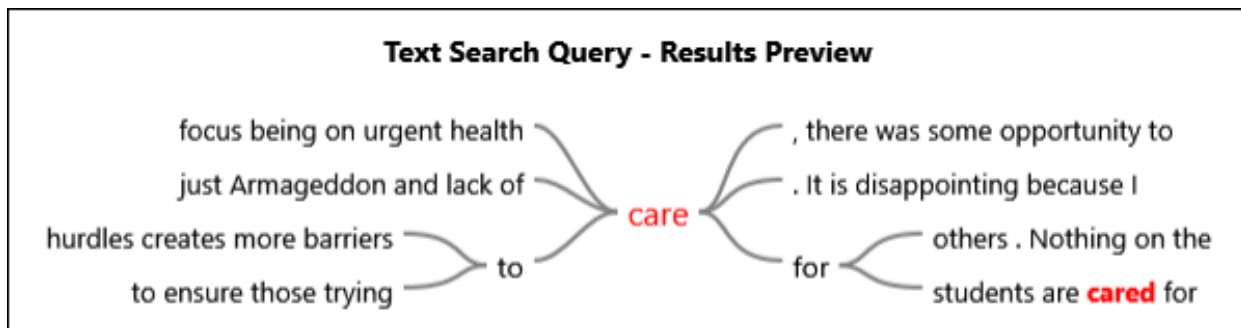 Text Search Query - Results Preview
focus being on urgent health
just Armageddon and lack of
hurdles creates more barriers
to ensure those trying
to
care
, there was some opportunity to
. It is disappointing because I
for
others . Nothing on the
students are cared for